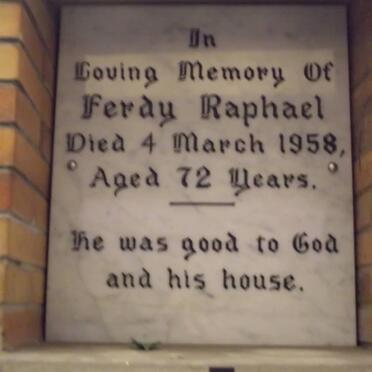 In
Loving Memory Of
Ferdy Raphael
Died 4 March 1958,
Aged 72 Years.
He was good to God
and his house.